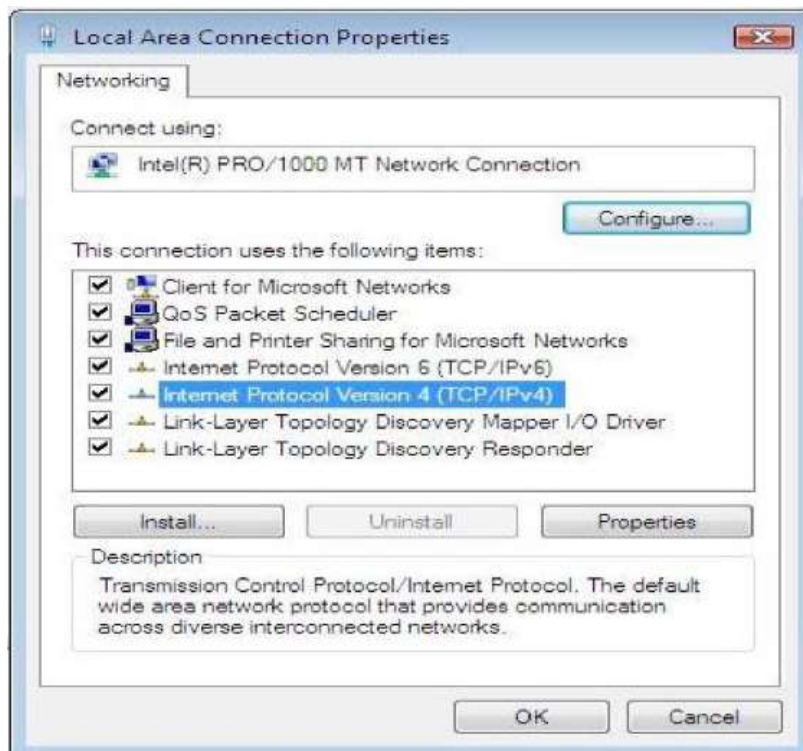 Local Area Connection Properties
Networking
Connect using:
Intel(R) PRO/1000 MT Network Connection
Configure...
This connection uses the following items:
Client for Microsoft Networks
QoS Packet Scheduler
File and Printer Sharing for Microsoft Networks
Internet Protocol Version 6 (TCP/IPv6)
Internet Protocol Version 4 (TCP/IPv4)
Link-Layer Topology Discovery Mapper I/O Driver
Link-Layer Topology Discovery Responder
Install...
Uninstall
Properties
Description
Transmission Control Protocol/Internet Protocol. The default
wide area network protocol that provides communication
across diverse interconnected networks.
OK
Cancel